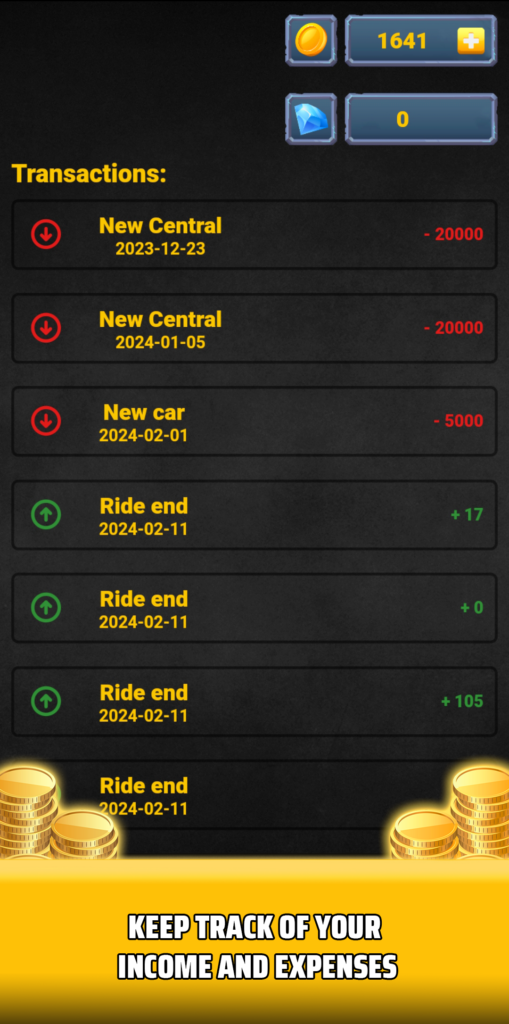 1641
0
Transactions:
New Central
2023-12-23
- 20000
New Central
2024-01-05
- 20000
New car
2024-02-01
- 5000
Ride end
2024-02-11
+ 17
Ride end
2024-02-11
+ 0
Ride end
2024-02-11
+ 105
Ride end
2024-02-11
KEEP TRACK OF YOUR
INCOME AND EXPENSES